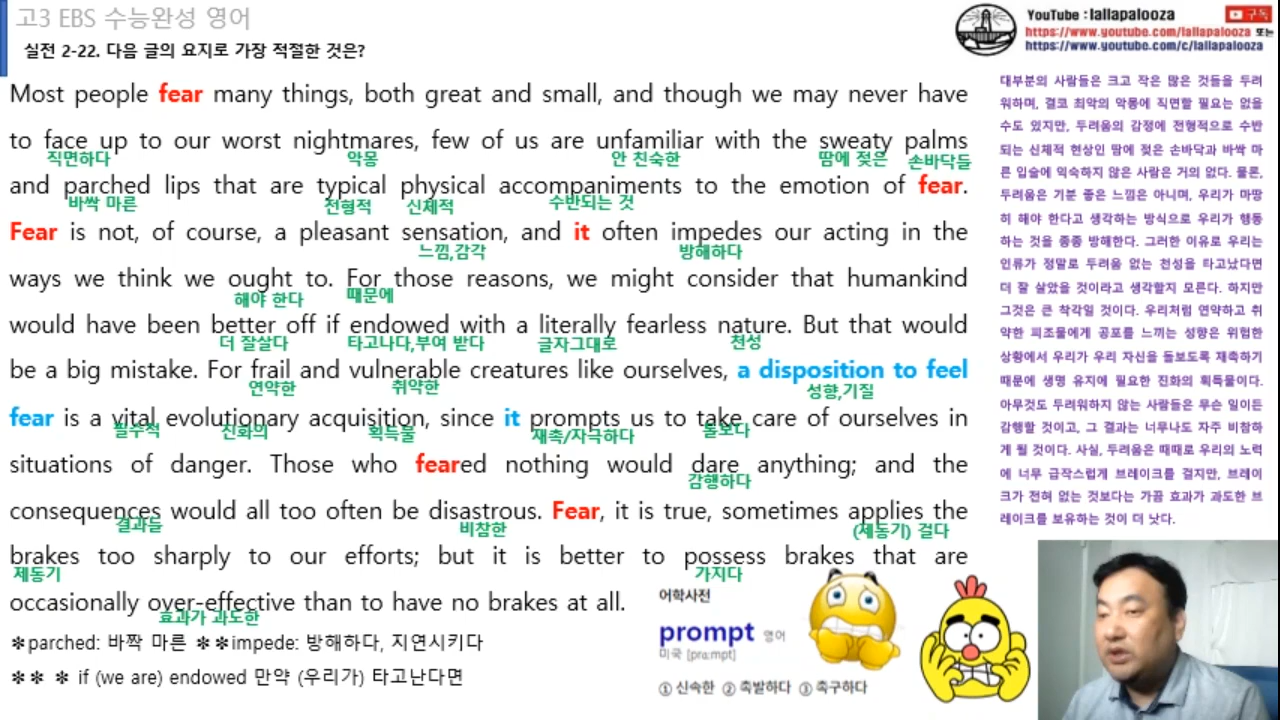 고3 EBS 수능완성 영어
실전 2-22. 다음 글의 요지로 가장 적절한 것은?
YouTube : lallapalooza
구독
https://www.youtube.com/lallapalooza 또는
https://www.youtube.com/c/lallapalooza
Most people fear many things, both great and small, and though we may never have
to face up to our worst nightmares, few of us are unfamiliar with the sweaty palms
직면하다 악몽 안 친숙한 땀에 젖은 손바닥들
and parched lips that are typical physical accompaniments to the emotion of fear.
바싹 마른 전형적 신체적 수반되는 것
Fear is not, of course, a pleasant sensation, and it often impedes our acting in the
느낌,감각 방해하다
ways we think we ought to. For those reasons, we might consider that humankind
해야 한다 때문에
would have been better off if endowed with a literally fearless nature. But that would
더 잘살다 타고나다,부여 받다 글자그대로 천성
be a big mistake. For frail and vulnerable creatures like ourselves, a disposition to feel
연약한 취약한 성향,기질
fear is a vital evolutionary acquisition, since it prompts us to take care of ourselves in
필수적 진화의 획득물 재촉/자극하다 돌보다
situations of danger. Those who feared nothing would dare anything; and the
감행하다
consequences would all too often be disastrous. Fear, it is true, sometimes applies the
결과들 비참한 (제동기) 걸다
brakes too sharply to our efforts; but it is better to possess brakes that are
제동기 가지다
occasionally over-effective than to have no brakes at all.
효과가 과도한
✻parched: 바짝 마른 ✻✻impede: 방해하다, 지연시키다
✻✻ ✻ if (we are) endowed 만약 (우리가) 타고난다면
어학사전
prompt 영어
미국 [prɑ:mpt]
① 신속한 ② 촉발하다 ③ 촉구하다
대부분의 사람들은 크고 작은 많은 것들을 두려
워하며, 결코 최악의 악몽에 직면할 필요는 없을
수도 있지만, 두려움의 감정에 전형적으로 수반
되는 신체적 현상인 땀에 젖은 손바닥과 바싹 마
른 입술에 익숙하지 않은 사람은 거의 없다. 물론,
두려움은 기분 좋은 느낌은 아니며, 우리가 마땅
히 해야 한다고 생각하는 방식으로 우리가 행동
하는 것을 종종 방해한다. 그러한 이유로 우리는
인류가 정말로 두려움 없는 천성을 타고났다면
더 잘 살았을 것이라고 생각할지 모른다. 하지만
그것은 큰 착각일 것이다. 우리처럼 연약하고 취
약한 피조물에게 공포를 느끼는 성향은 위험한
상황에서 우리가 우리 자신을 돌보도록 재촉하기
때문에 생명 유지에 필요한 진화의 획득물이다.
아무것도 두려워하지 않는 사람들은 무슨 일이든
감행할 것이고, 그 결과는 너무나도 자주 비참하
게 될 것이다. 사실, 두려움은 때때로 우리의 노력
에 너무 급작스럽게 브레이크를 걸지만, 브레이
크가 전혀 없는 것보다는 가끔 효과가 과도한 브
레이크를 보유하는 것이 더 낫다.